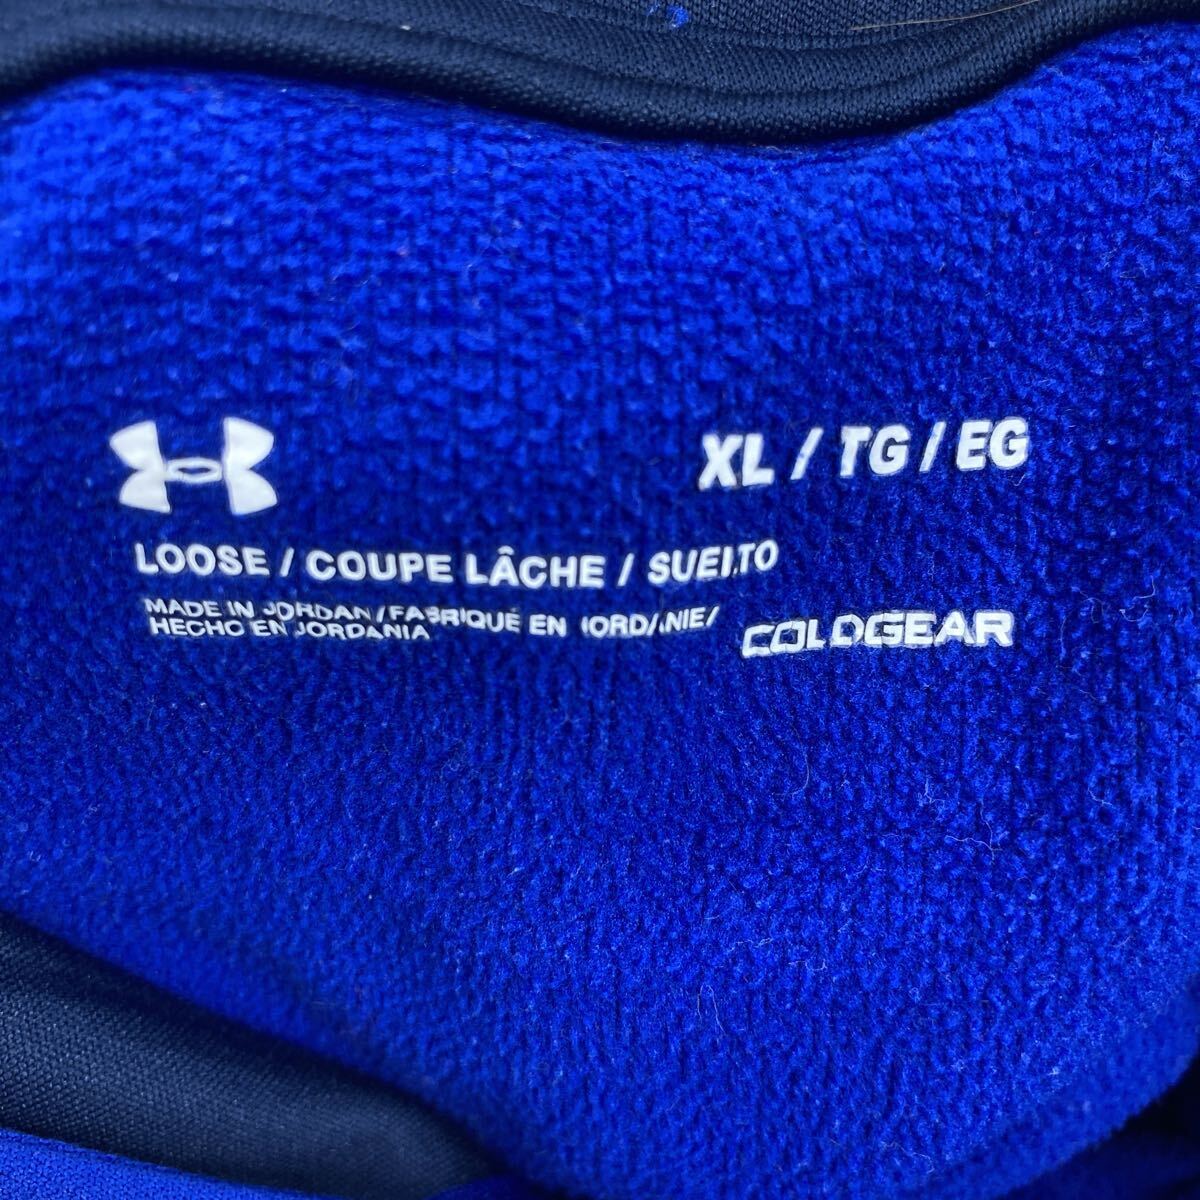 XL / TG / EG
LOOSE / COUPE LÂCHE / SUELTO
MADE IN JORDAN/FABRIQUÉ EN JORDANIE/
HECHO EN JORDANIA
COLDGEAR